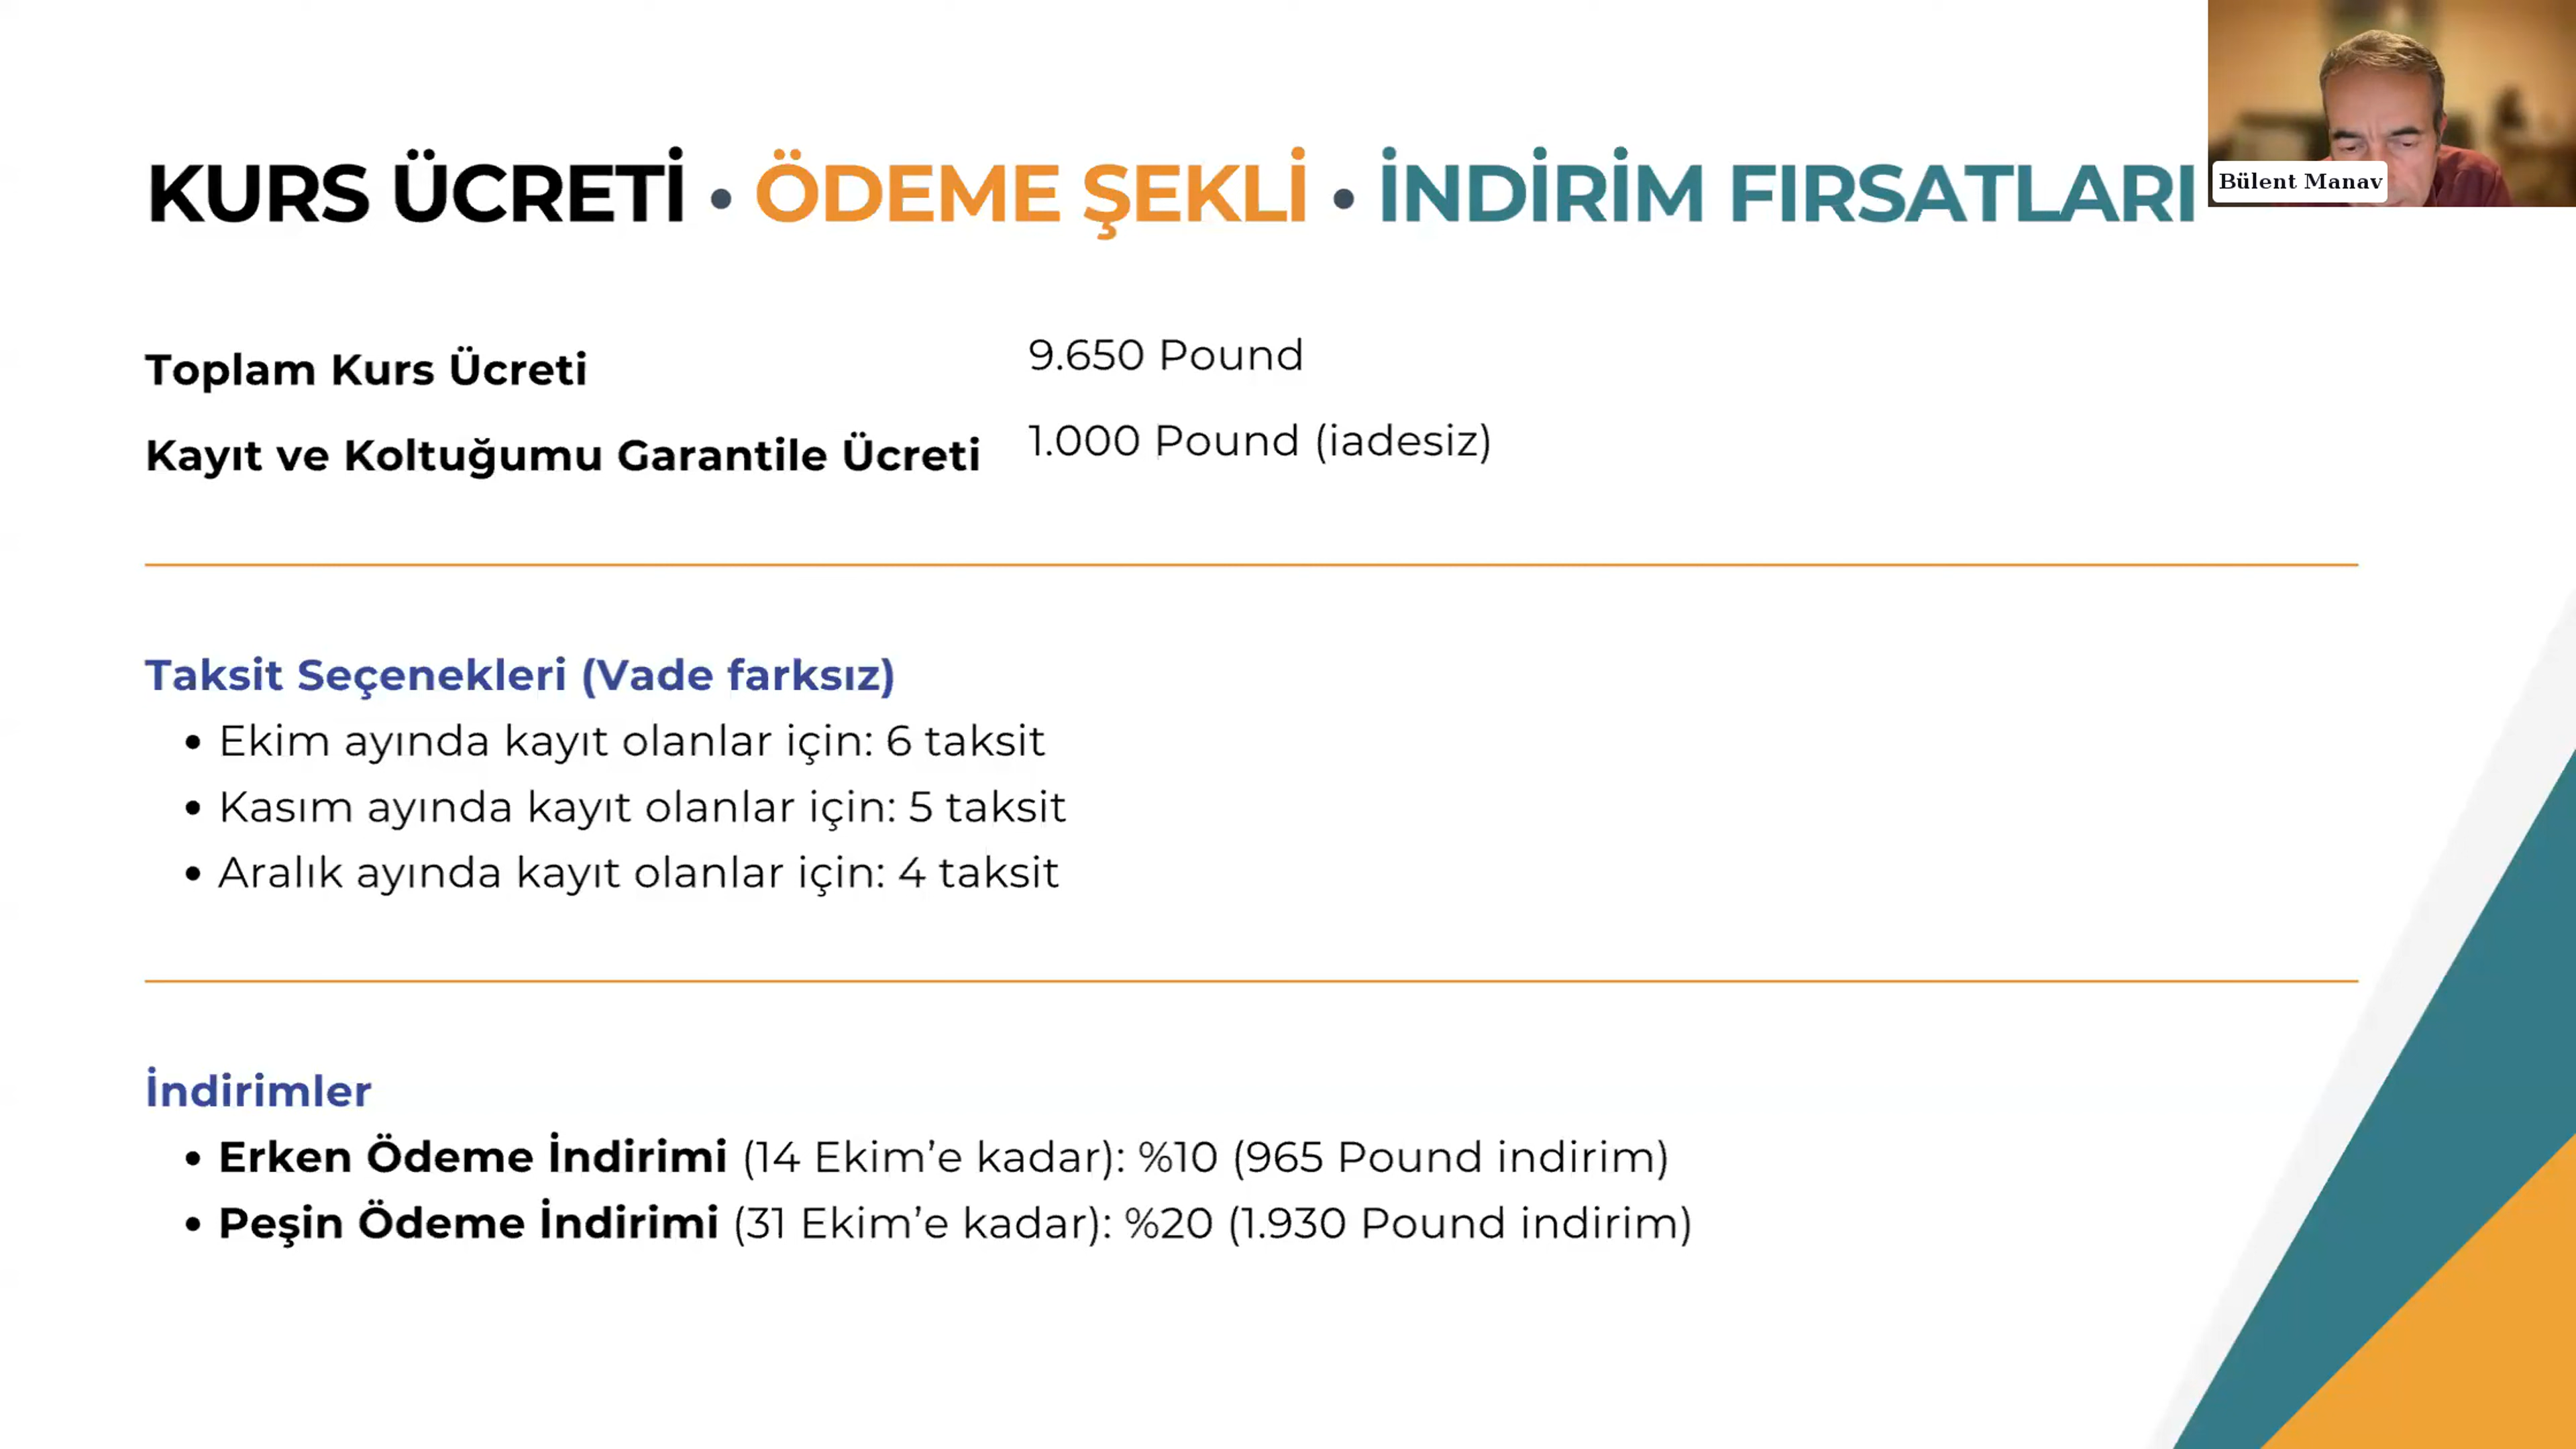 KURS ÜCRETİ • ÖDEME ŞEKLİ • İNDİRİM FIRSATLARI
Bülent Manav
Toplam Kurs Ücreti 9.650 Pound
Kayıt ve Koltuğumu Garantile Ücreti 1.000 Pound (iadesiz)
Taksit Seçenekleri (Vade farksız)
• Ekim ayında kayıt olanlar için: 6 taksit
• Kasım ayında kayıt olanlar için: 5 taksit
• Aralık ayında kayıt olanlar için: 4 taksit
İndirimler
• Erken Ödeme İndirimi (14 Ekim’e kadar): %10 (965 Pound indirim)
• Peşin Ödeme İndirimi (31 Ekim’e kadar): %20 (1.930 Pound indirim)